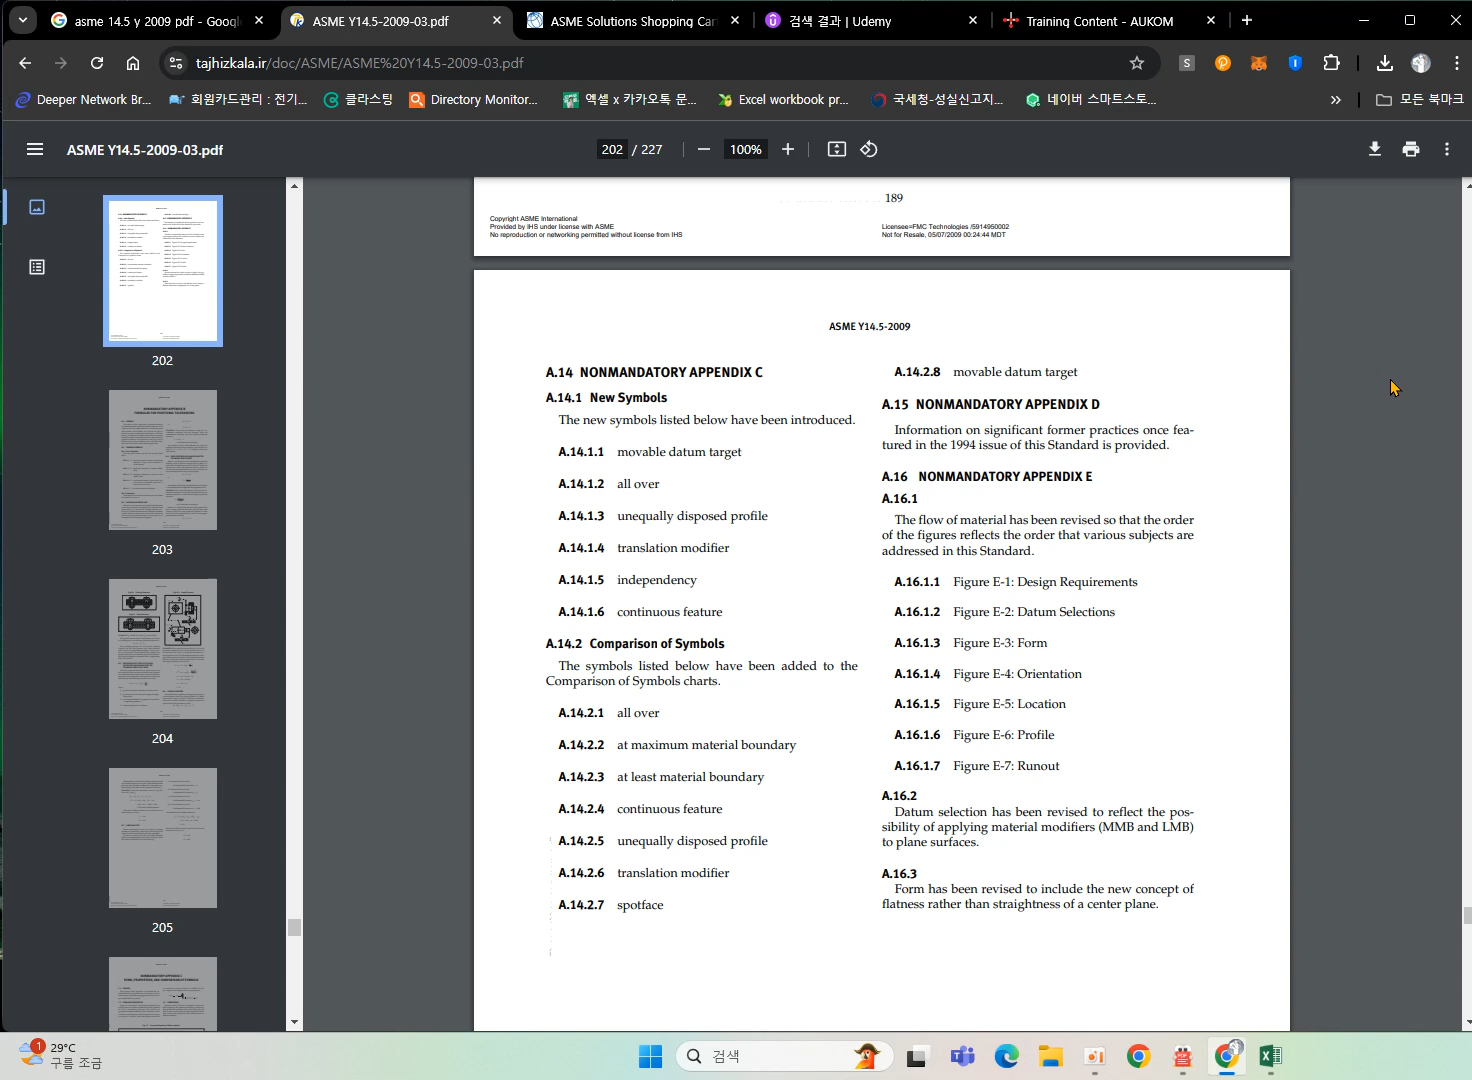 asme 14.5 y 2009 pdf - Googl
ASME Y14.5-2009-03.pdf
ASME Solutions Shopping Car
검색 결과 | Udemy
Training Content - AUKOM
tajhizkala.ir/doc/ASME/ASME%20Y14.5-2009-03.pdf
Deeper Network Br...
회원카드관리 : 전기...
클라스팅
Directory Monitor...
엑셀 x 카카오톡 문...
Excel workbook pr...
국세청-성실신고지...
네이버 스마트스토...
모든 북마크
ASME Y14.5-2009-03.pdf
202 / 227
100%
202
203
204
205
189
Copyright ASME International
Provided by IHS under license with ASME
No reproduction or networking permitted without license from IHS
Licensee=FMC Technologies /5914950002
Not for Resale, 05/07/2009 00:24:44 MDT
ASME Y14.5-2009
A.14 NONMANDATORY APPENDIX C
A.14.1 New Symbols
The new symbols listed below have been introduced.
A.14.1.1 movable datum target
A.14.1.2 all over
A.14.1.3 unequally disposed profile
A.14.1.4 translation modifier
A.14.1.5 independency
A.14.1.6 continuous feature
A.14.2 Comparison of Symbols
The symbols listed below have been added to the
Comparison of Symbols charts.
A.14.2.1 all over
A.14.2.2 at maximum material boundary
A.14.2.3 at least material boundary
A.14.2.4 continuous feature
A.14.2.5 unequally disposed profile
A.14.2.6 translation modifier
A.14.2.7 spotface
A.14.2.8 movable datum target
A.15 NONMANDATORY APPENDIX D
Information on significant former practices once fea-
tured in the 1994 issue of this Standard is provided.
A.16 NONMANDATORY APPENDIX E
A.16.1
The flow of material has been revised so that the order
of the figures reflects the order that various subjects are
addressed in this Standard.
A.16.1.1 Figure E-1: Design Requirements
A.16.1.2 Figure E-2: Datum Selections
A.16.1.3 Figure E-3: Form
A.16.1.4 Figure E-4: Orientation
A.16.1.5 Figure E-5: Location
A.16.1.6 Figure E-6: Profile
A.16.1.7 Figure E-7: Runout
A.16.2
Datum selection has been revised to reflect the pos-
sibility of applying material modifiers (MMB and LMB)
to plane surfaces.
A.16.3
Form has been revised to include the new concept of
flatness rather than straightness of a center plane.
1
29°C
구름 조금
검색